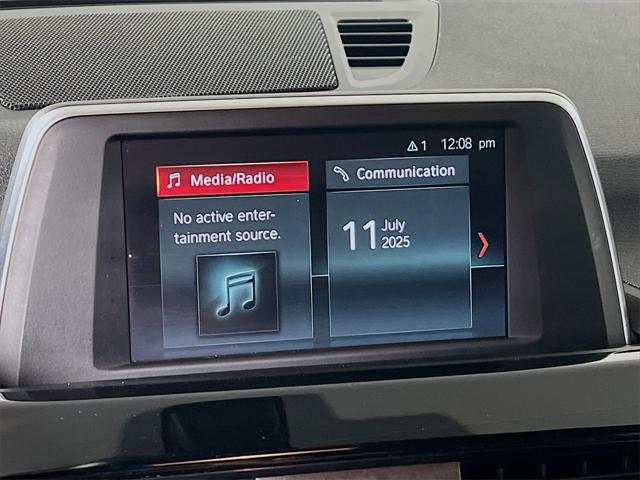 1 12:08 pm
Media/Radio
No active enter-
tainment source.
Communication
11 July
2025